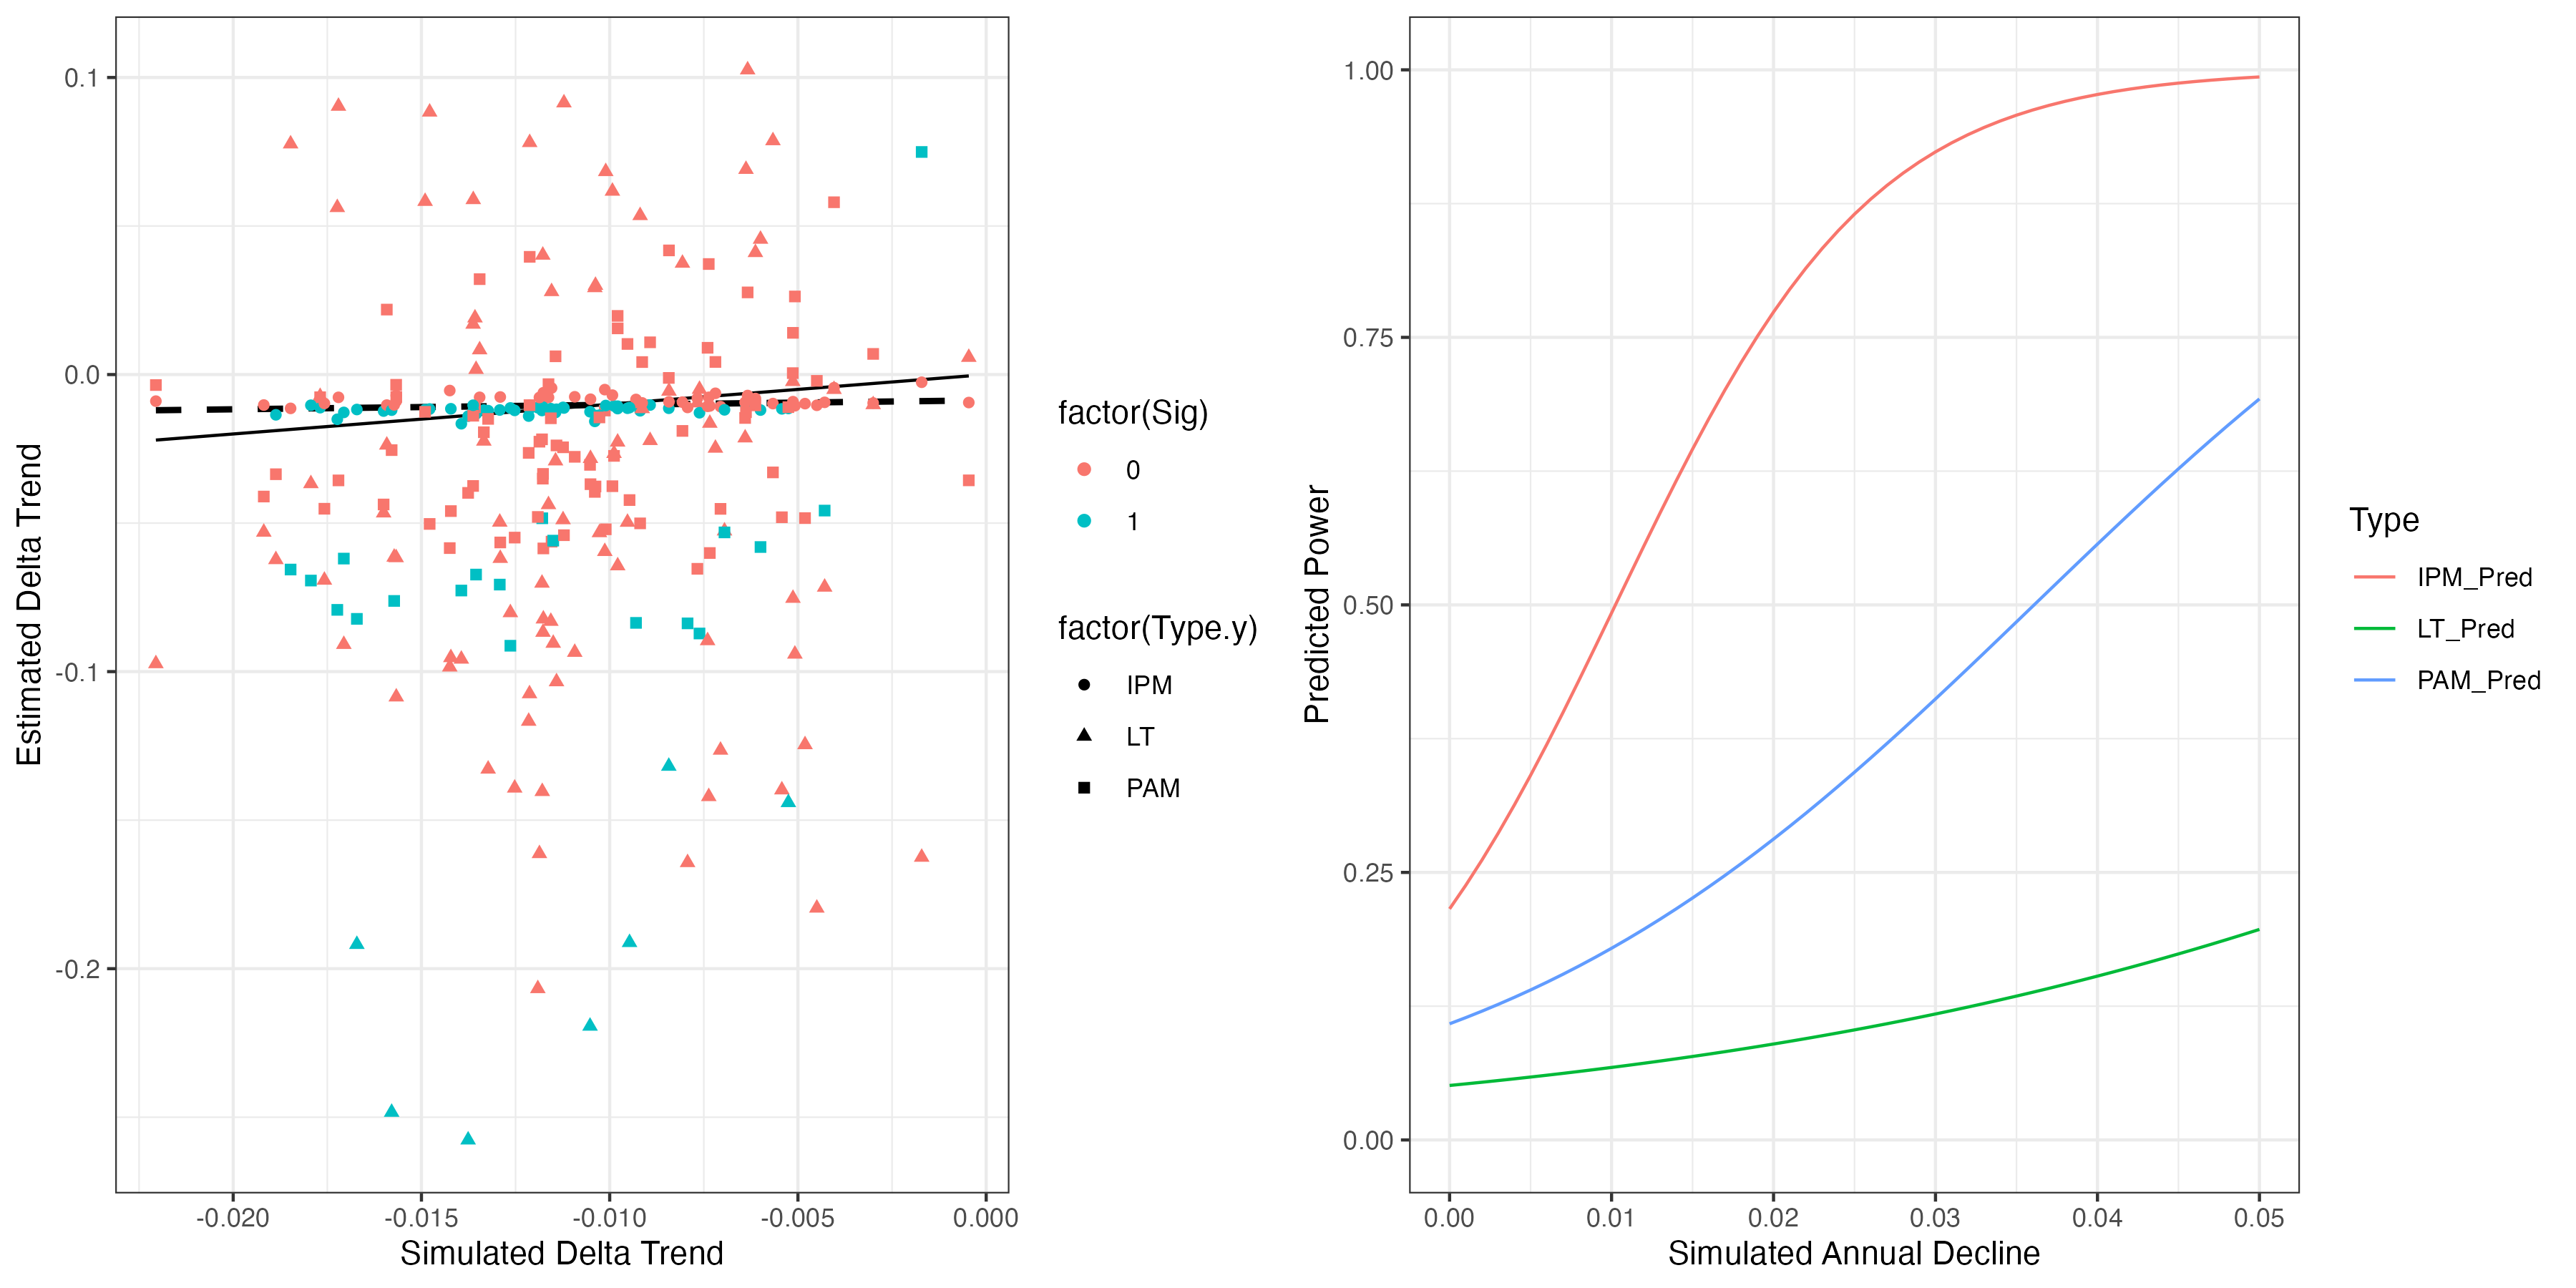 0.1
0.0
-0.1
-0.2
Estimated Delta Trend
-0.020 -0.015 -0.010 -0.005 0.000
Simulated Delta Trend
factor(Sig)
0
1
factor(Type.y)
IPM
LT
PAM
1.00
0.75
0.50
0.25
0.00
Predicted Power
0.00 0.01 0.02 0.03 0.04 0.05
Simulated Annual Decline
Type
IPM_Pred
LT_Pred
PAM_Pred